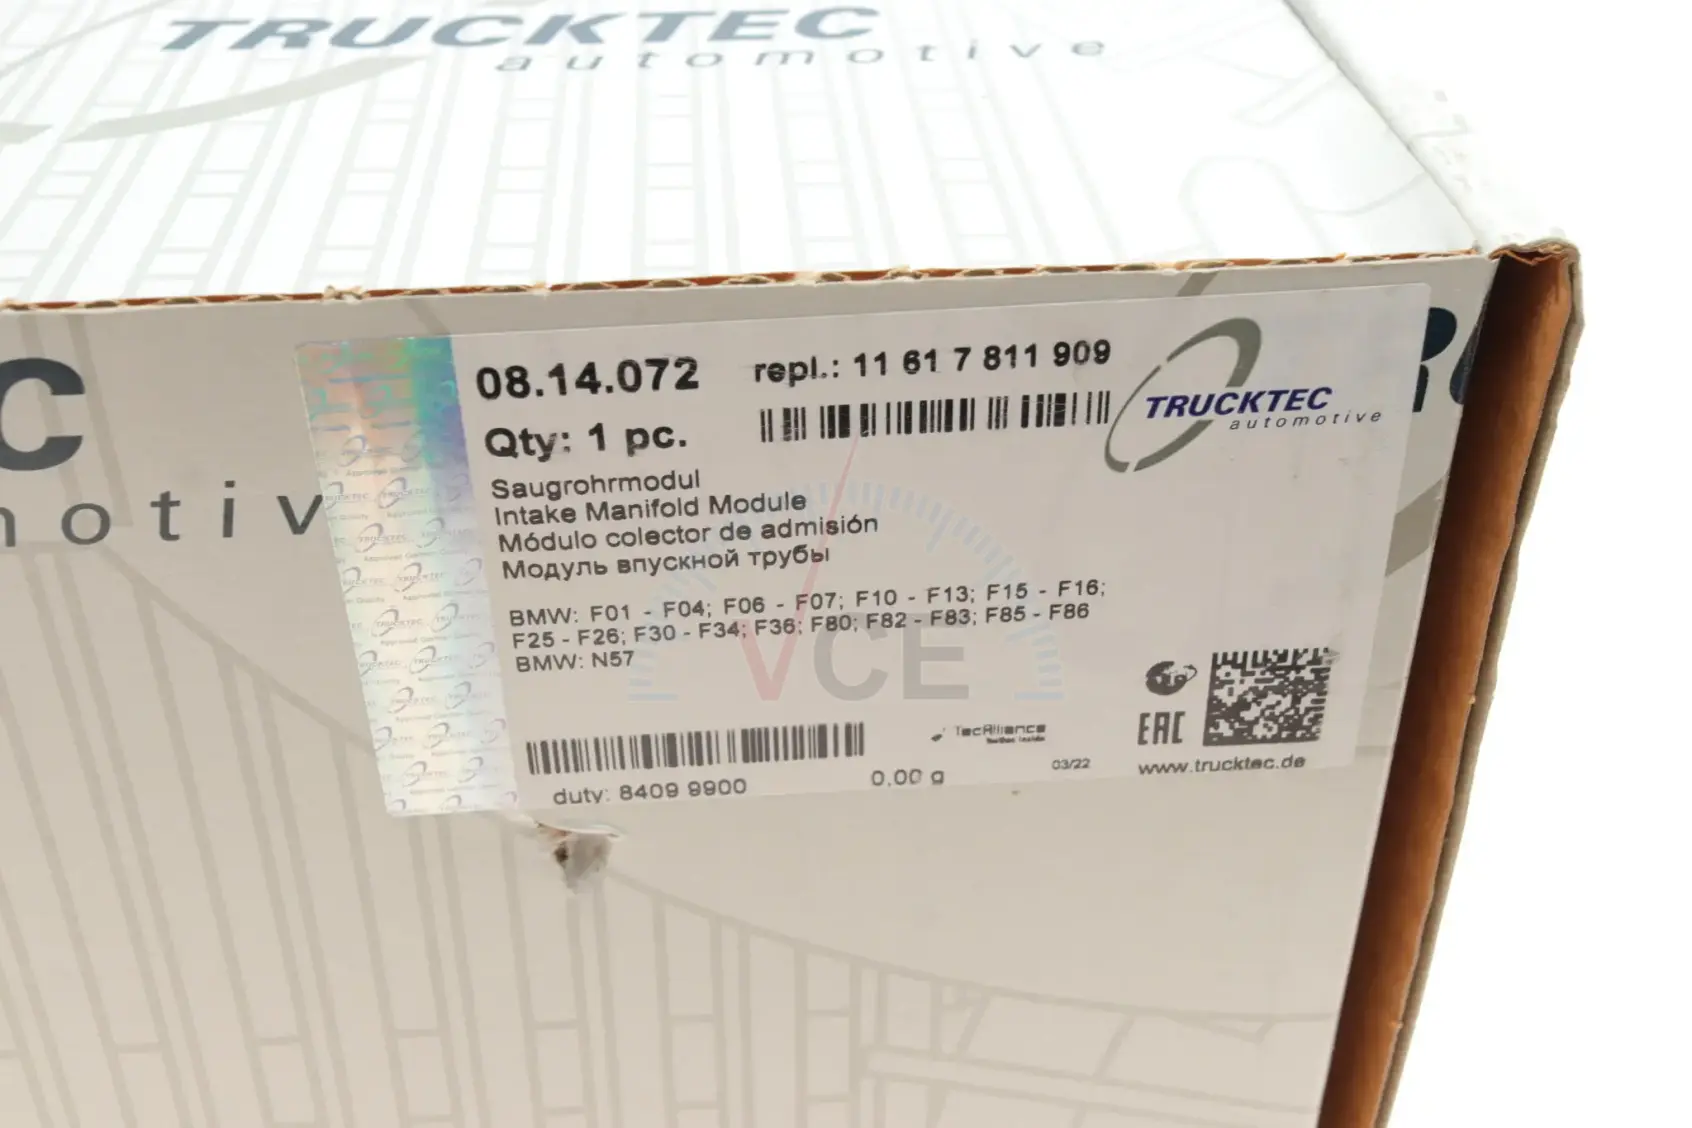 TRUCKTEC
automotive
C
motiv
08.14.072
repl.: 11 61 7 811 909
Qty: 1 pc.
TRUCKTEC
automotive
Saugrohrmodul
Intake Manifold Module
Módulo colector de admisión
Модуль впускной трубы
BMW: F01 - F04; F06 - F07; F10 - F13; F15 - F16;
F25 - F26; F30 - F34; F36; F80; F82 - F83; F85 - F86
BMW: N57
VCE
TecAlliance
EAC
duty: 8409 9900
0,00 g
03/22
www.trucktec.de